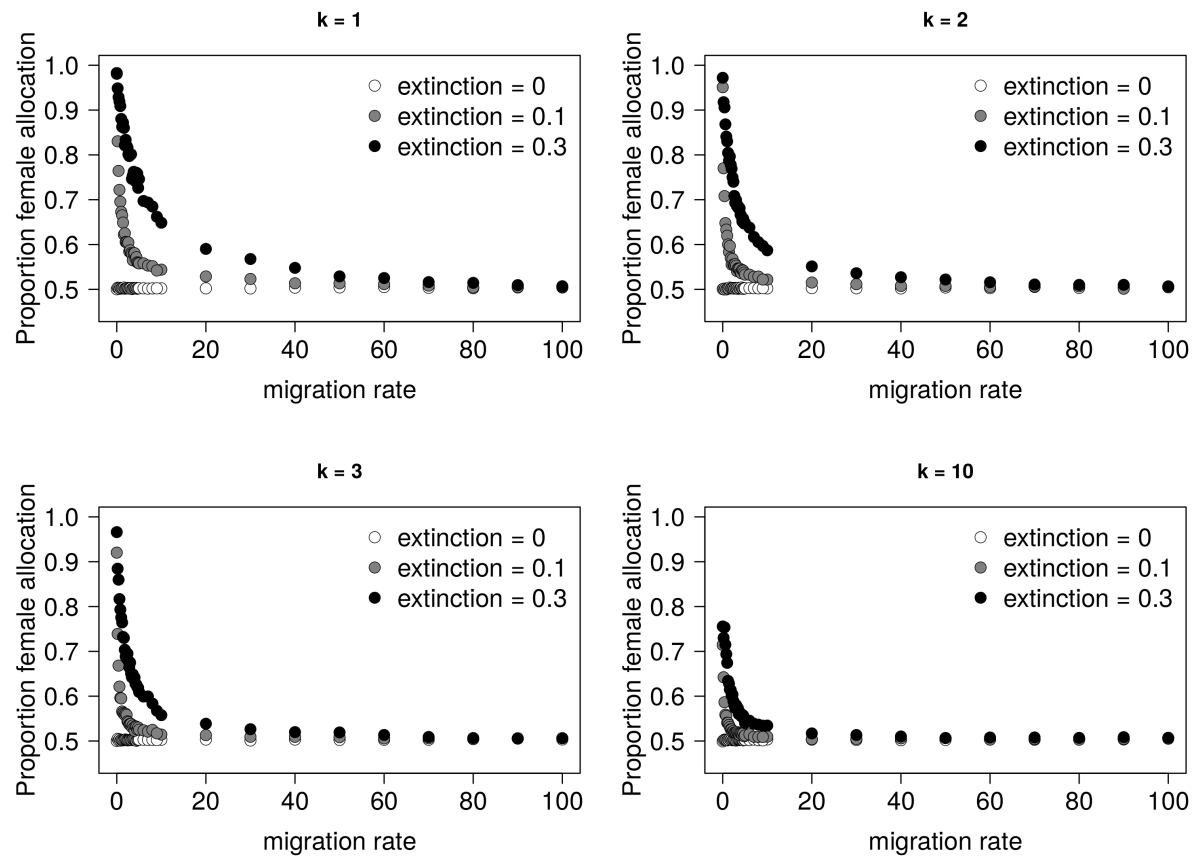 k = 1
Proportion female allocation
1.0
0.9
0.8
0.7
0.6
0.5
extinction = 0
extinction = 0.1
extinction = 0.3
0 20 40 60 80 100
migration rate
k = 2
Proportion female allocation
1.0
0.9
0.8
0.7
0.6
0.5
extinction = 0
extinction = 0.1
extinction = 0.3
0 20 40 60 80 100
migration rate
k = 3
Proportion female allocation
1.0
0.9
0.8
0.7
0.6
0.5
extinction = 0
extinction = 0.1
extinction = 0.3
0 20 40 60 80 100
migration rate
k = 10
Proportion female allocation
1.0
0.9
0.8
0.7
0.6
0.5
extinction = 0
extinction = 0.1
extinction = 0.3
0 20 40 60 80 100
migration rate